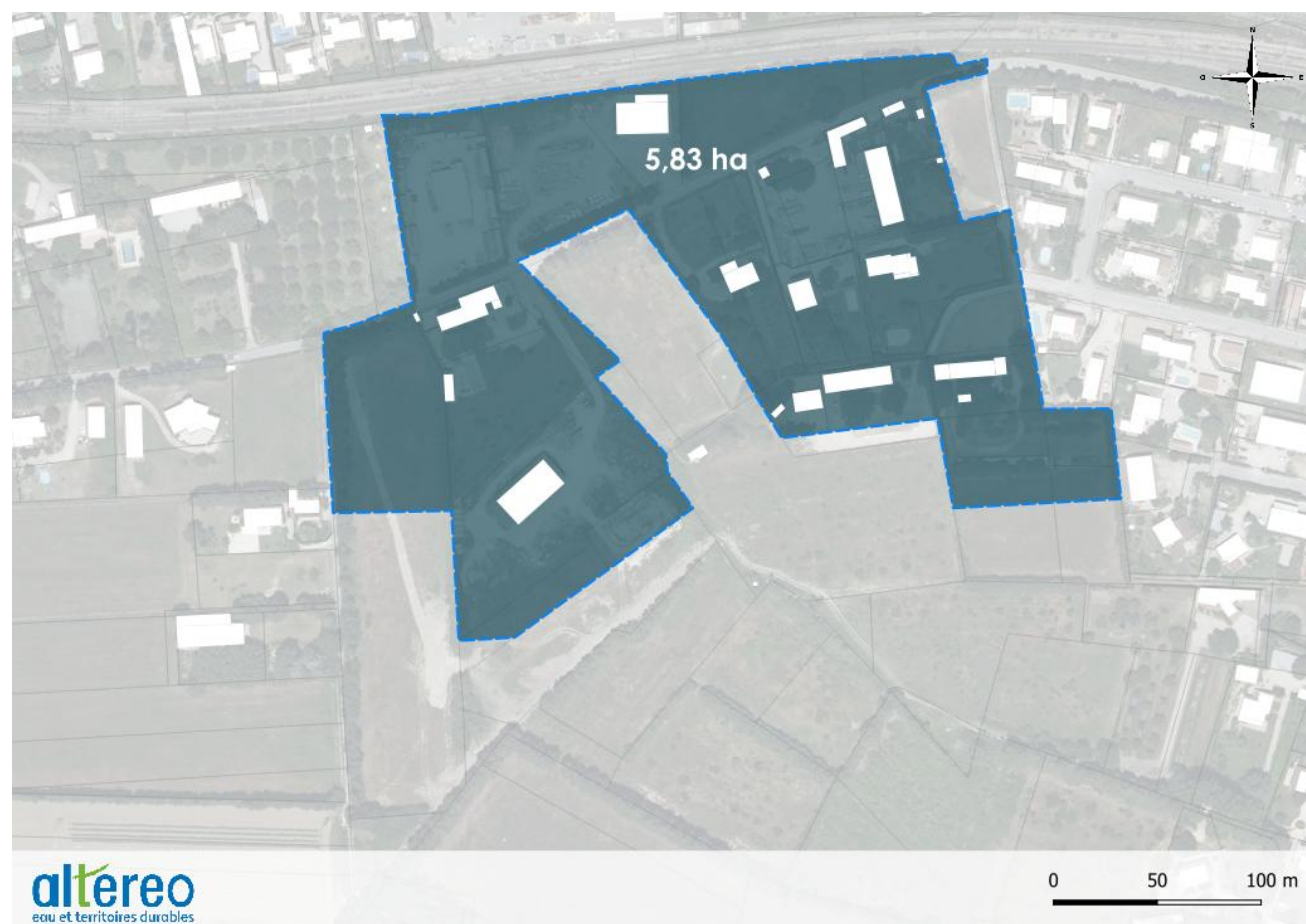 N
O E
S
5,83 ha
altereo
eau et territoires durables
0 50 100 m